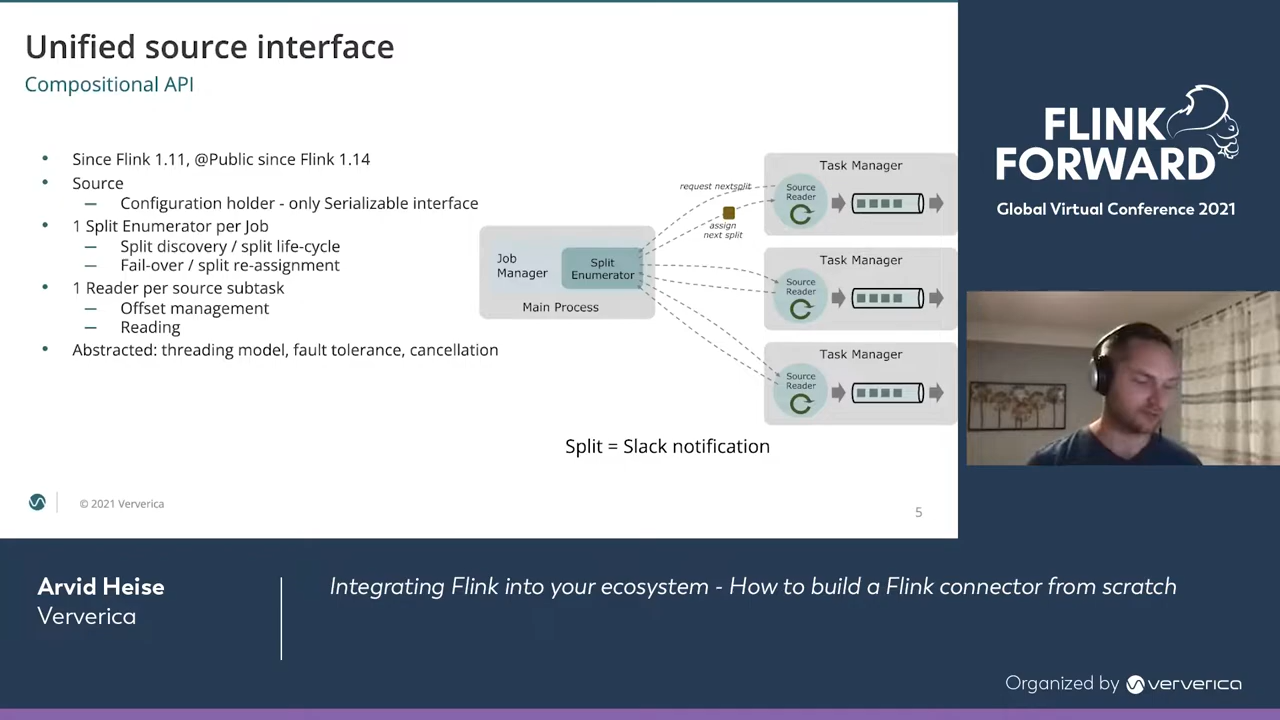 Unified source interface
Compositional API
• Since Flink 1.11, @Public since Flink 1.14
• Source
— Configuration holder - only Serializable interface
• 1 Split Enumerator per Job
— Split discovery / split life-cycle
— Fail-over / split re-assignment
• 1 Reader per source subtask
— Offset management
— Reading
• Abstracted: threading model, fault tolerance, cancellation
Job
Manager
Split
Enumerator
Main Process
request nextsplit
assign
next split
Task Manager
Source
Reader
Task Manager
Source
Reader
Task Manager
Source
Reader
Split = Slack notification
© 2021 Ververica
5
FLINK
FORWARD
Global Virtual Conference 2021
Arvid Heise
Ververica
Integrating Flink into your ecosystem - How to build a Flink connector from scratch
Organized by ververica